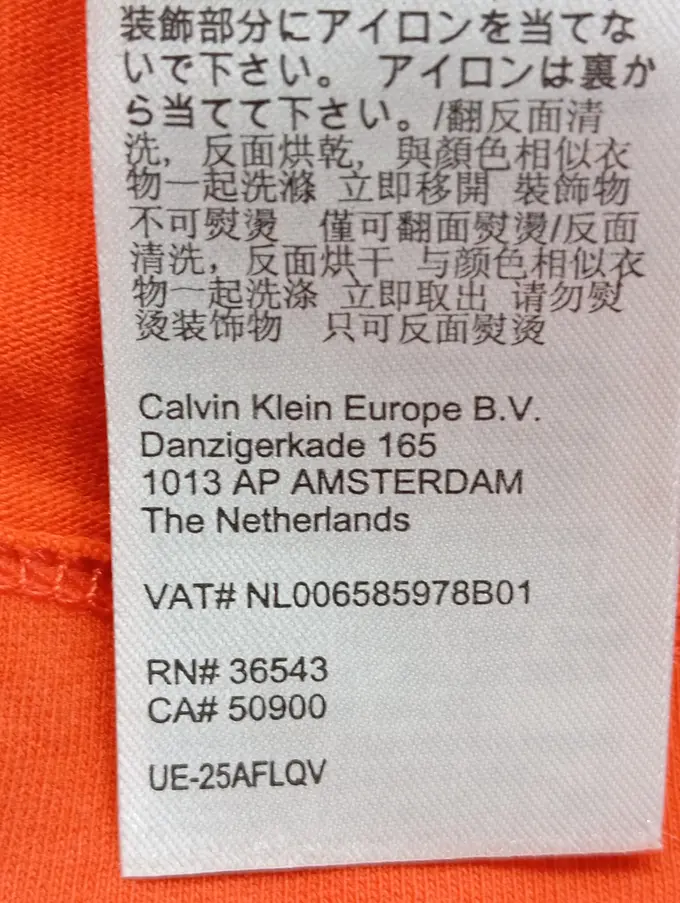 装飾部分にアイロンを当てな
いで下さい。 アイロンは裏か
ら当てて下さい。/翻反面清
洗，反面烘乾，與顏色相似衣
物一起洗滌 立即移開 裝飾物
不可熨燙 僅可翻面熨燙/反面
清洗，反面烘干 与颜色相似衣
物一起洗涤 立即取出 请勿熨
烫装饰物 只可反面熨烫
Calvin Klein Europe B.V.
Danzigerkade 165
1013 AP AMSTERDAM
The Netherlands
VAT# NL006585978B01
RN# 36543
CA# 50900
UE-25AFLQV